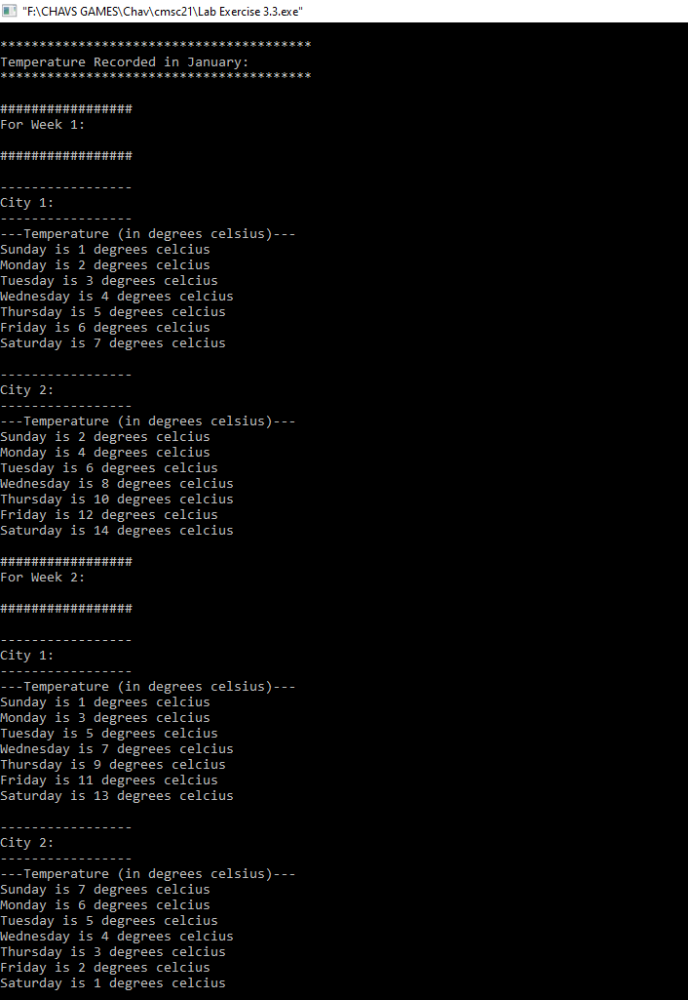 "F:\CHAVS GAMES\Chav\cmsc21\Lab Exercise 3.3.exe"
****************************************
Temperature Recorded in January:
****************************************
#################
For Week 1:
#################
-----------------
City 1:
-----------------
---Temperature (in degrees celsius)---
Sunday is 1 degrees celcius
Monday is 2 degrees celcius
Tuesday is 3 degrees celcius
Wednesday is 4 degrees celcius
Thursday is 5 degrees celcius
Friday is 6 degrees celcius
Saturday is 7 degrees celcius
-----------------
City 2:
-----------------
---Temperature (in degrees celsius)---
Sunday is 2 degrees celcius
Monday is 4 degrees celcius
Tuesday is 6 degrees celcius
Wednesday is 8 degrees celcius
Thursday is 10 degrees celcius
Friday is 12 degrees celcius
Saturday is 14 degrees celcius
#################
For Week 2:
#################
-----------------
City 1:
-----------------
---Temperature (in degrees celsius)---
Sunday is 1 degrees celcius
Monday is 3 degrees celcius
Tuesday is 5 degrees celcius
Wednesday is 7 degrees celcius
Thursday is 9 degrees celcius
Friday is 11 degrees celcius
Saturday is 13 degrees celcius
-----------------
City 2:
-----------------
---Temperature (in degrees celsius)---
Sunday is 7 degrees celcius
Monday is 6 degrees celcius
Tuesday is 5 degrees celcius
Wednesday is 4 degrees celcius
Thursday is 3 degrees celcius
Friday is 2 degrees celcius
Saturday is 1 degrees celcius